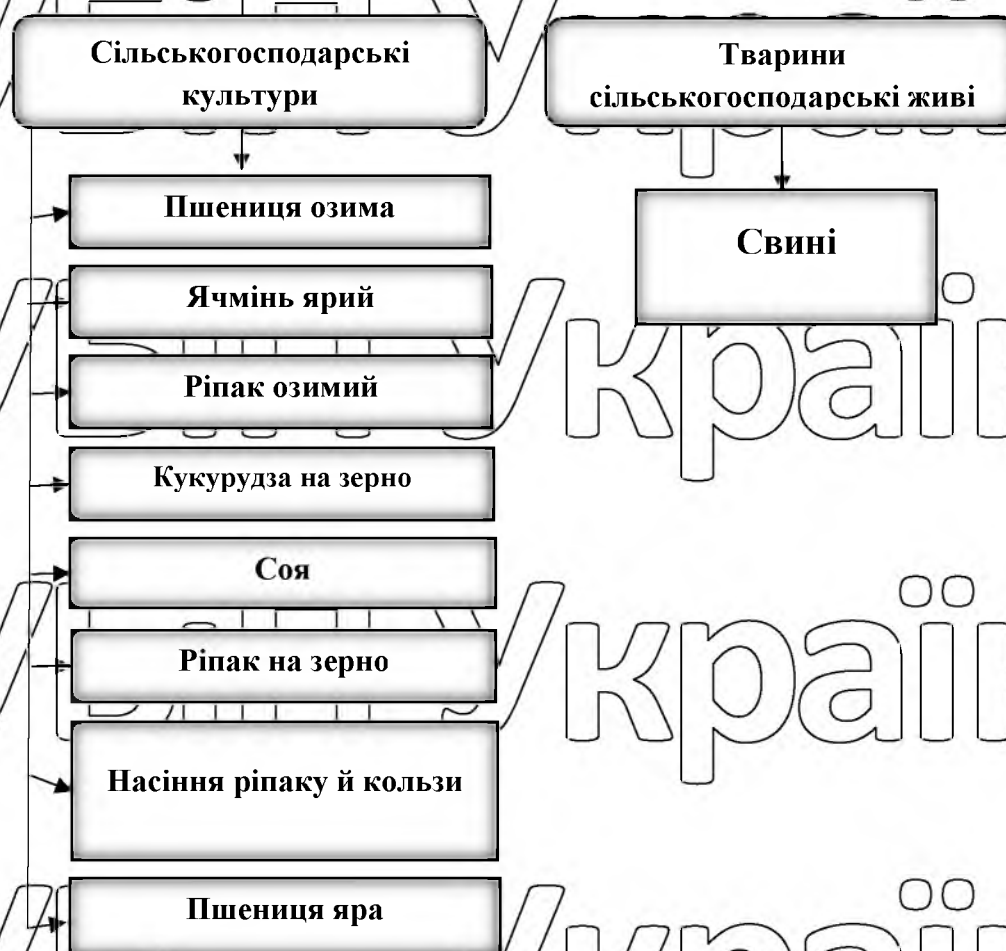 Сільськогосподарські
культури
Пшениця озима
Ячмінь ярий
Ріпак озимий
Кукурудза на зерно
Соя
Ріпак на зерно
Насіння ріпаку й кользи
Пшениця яра
Тварини
сільськогосподарські живі
Свині